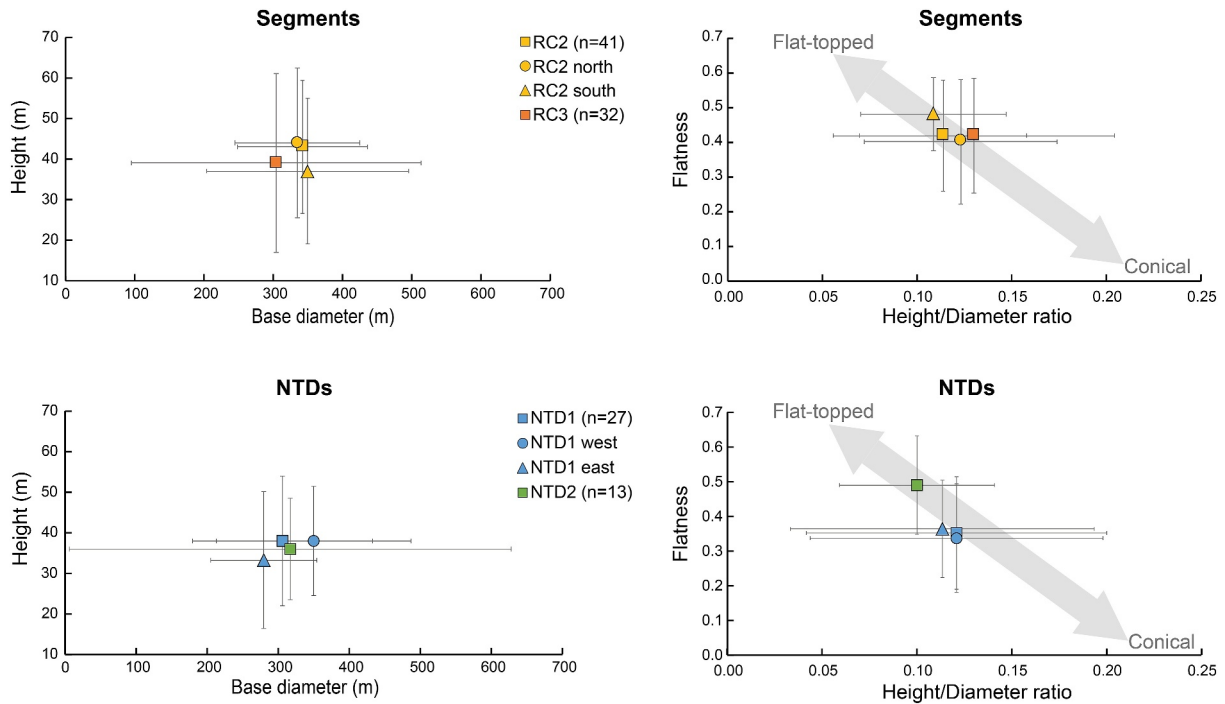 Segments
70
60
50
40
30
20
10
Height (m)
0 100 200 300 400 500 600 700
Base diameter (m)
RC2 (n=41)
RC2 north
RC2 south
RC3 (n=32)
Segments
0.7
0.6
0.5
0.4
0.3
0.2
0.1
0.0
Flatness
Flat-topped
Conical
0.00 0.05 0.10 0.15 0.20 0.25
Height/Diameter ratio
NTDs
70
60
50
40
30
20
10
Height (m)
0 100 200 300 400 500 600 700
Base diameter (m)
NTD1 (n=27)
NTD1 west
NTD1 east
NTD2 (n=13)
NTDs
0.7
0.6
0.5
0.4
0.3
0.2
0.1
0.0
Flatness
Flat-topped
Conical
0.00 0.05 0.10 0.15 0.20 0.25
Height/Diameter ratio